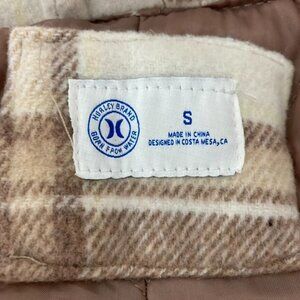 HURLEY BRAND
BORN FROM WATER
S
MADE IN CHINA
DESIGNED IN COSTA MESA, CA